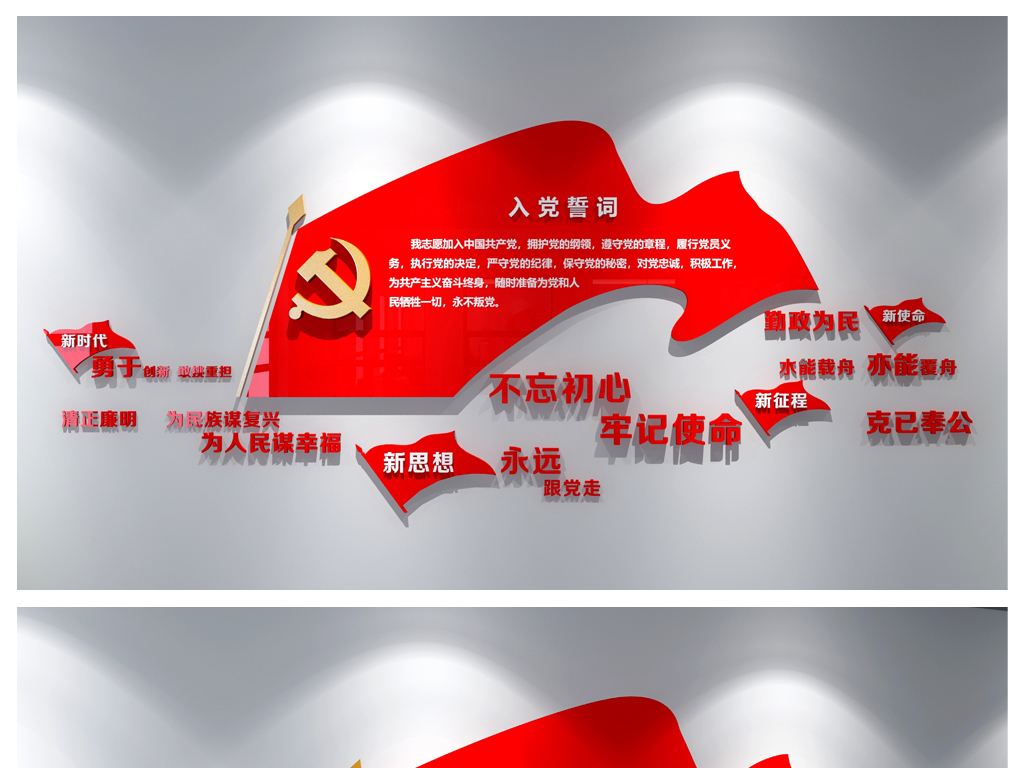 入党誓词
我志愿加入中国共产党，拥护党的纲领，遵守党的章程，履行党员义
务，执行党的决定，严守党的纪律，保守党的秘密，对党忠诚，积极工作，
为共产主义奋斗终身，随时准备为党和人
民牺牲一切，永不叛党。
新时代
勇于创新 敢挑重担
清正廉明
为民族谋复兴
为人民谋幸福
新思想
永远
跟党走
不忘初心
牢记使命
新征程
勤政为民
新使命
水能载舟 亦能覆舟
克已奉公